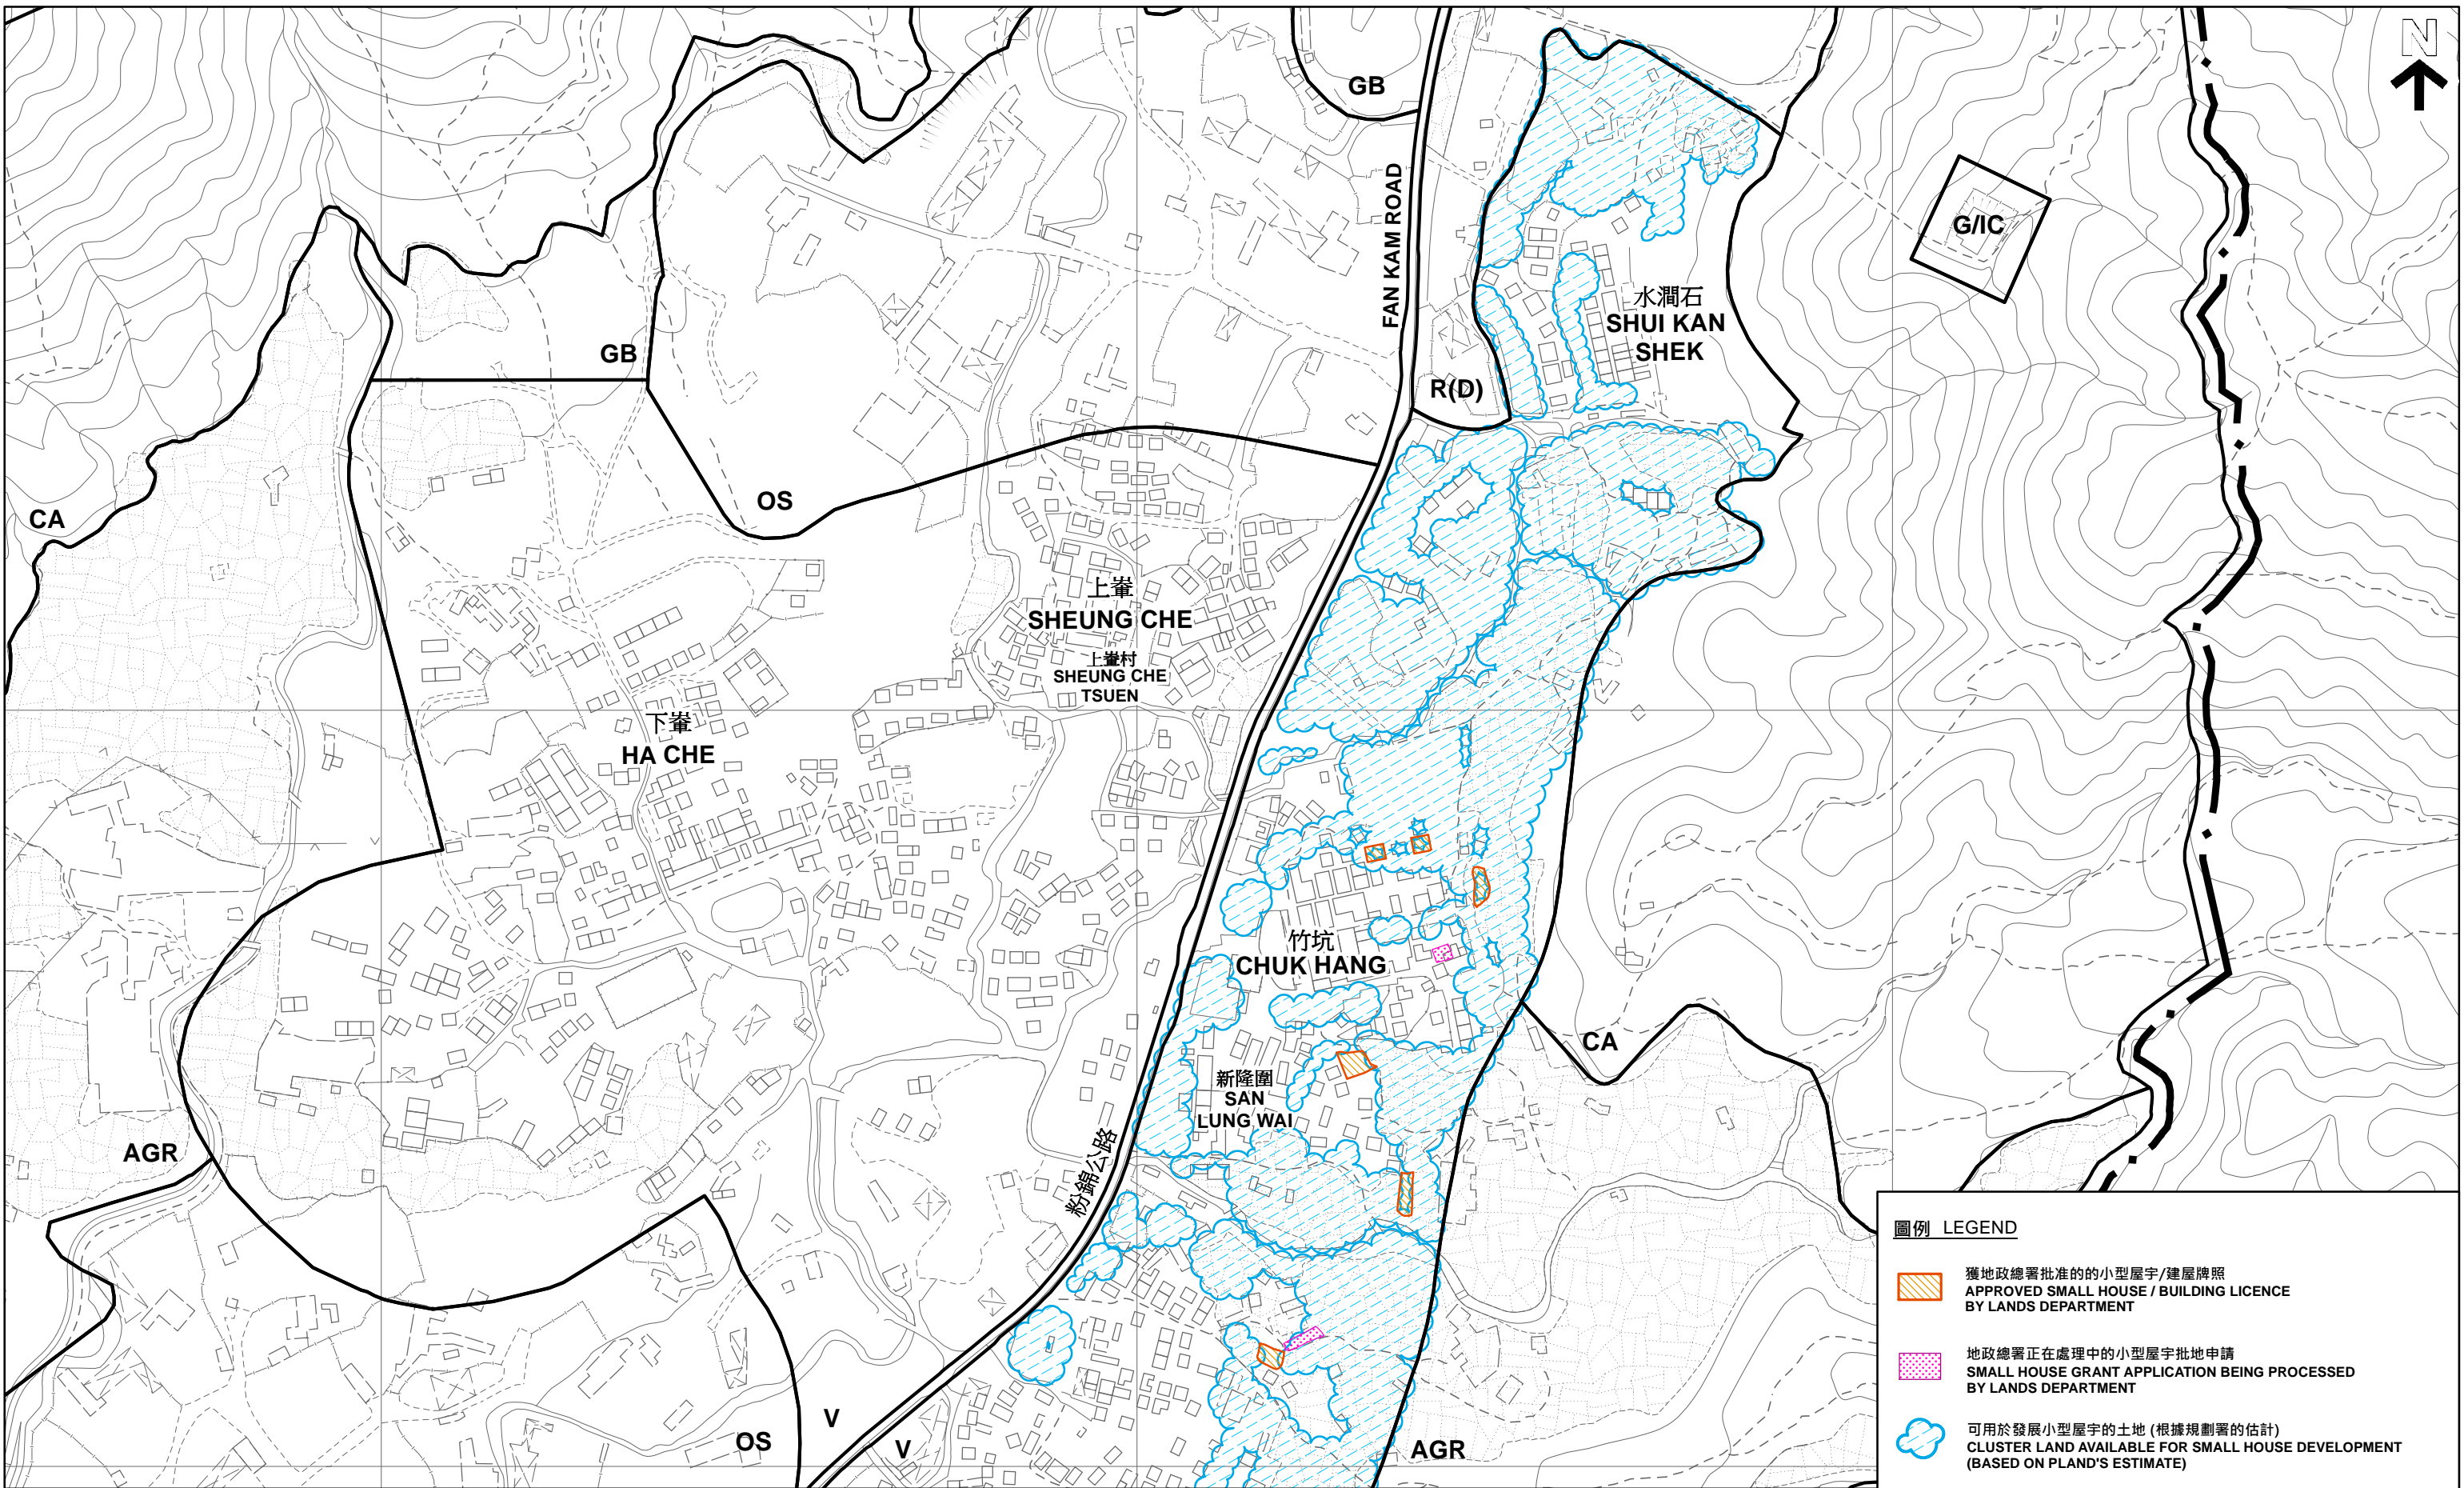 N
GB
FAN KAM ROAD
G/IC
水澗石
SHUI KAN
SHEK
GB
R(D)
OS
CA
上輋
SHEUNG CHE
上輋村
SHEUNG CHE
TSUEN
下輋
HA CHE
竹坑
CHUK HANG
CA
新隆圍
SAN
LUNG WAI
AGR
粉錦公路
OS
V
V
AGR
圖例 LEGEND
獲地政總署批准的的小型屋宇/建屋牌照
APPROVED SMALL HOUSE / BUILDING LICENCE
BY LANDS DEPARTMENT
地政總署正在處理中的小型屋宇批地申請
SMALL HOUSE GRANT APPLICATION BEING PROCESSED
BY LANDS DEPARTMENT
可用於發展小型屋宇的土地 (根據規劃署的估計)
CLUSTER LAND AVAILABLE FOR SMALL HOUSE DEVELOPMENT
(BASED ON PLAND'S ESTIMATE)